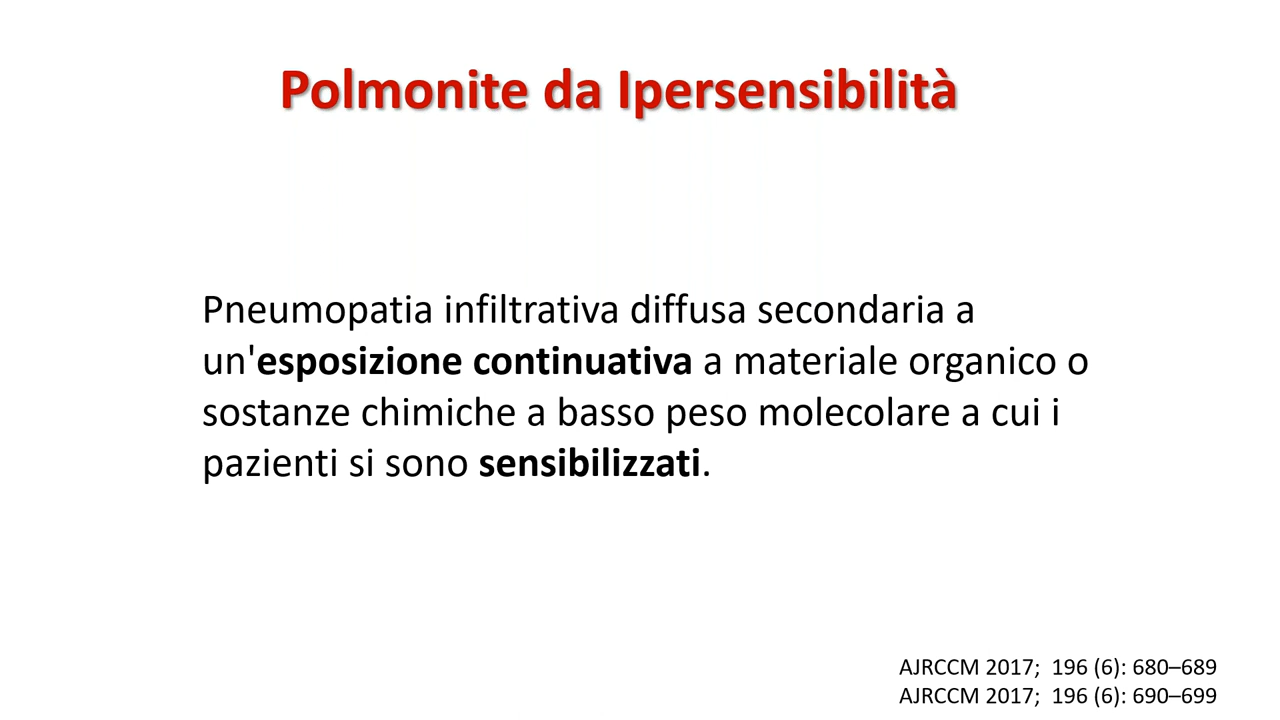 Polmonite da Ipersensibilità
Pneumopatia infiltrativa diffusa secondaria a
un'esposizione continuativa a materiale organico o
sostanze chimiche a basso peso molecolare a cui i
pazienti si sono sensibilizzati.
AJRCCM 2017;  196 (6): 680–689
AJRCCM 2017;  196 (6): 690–699